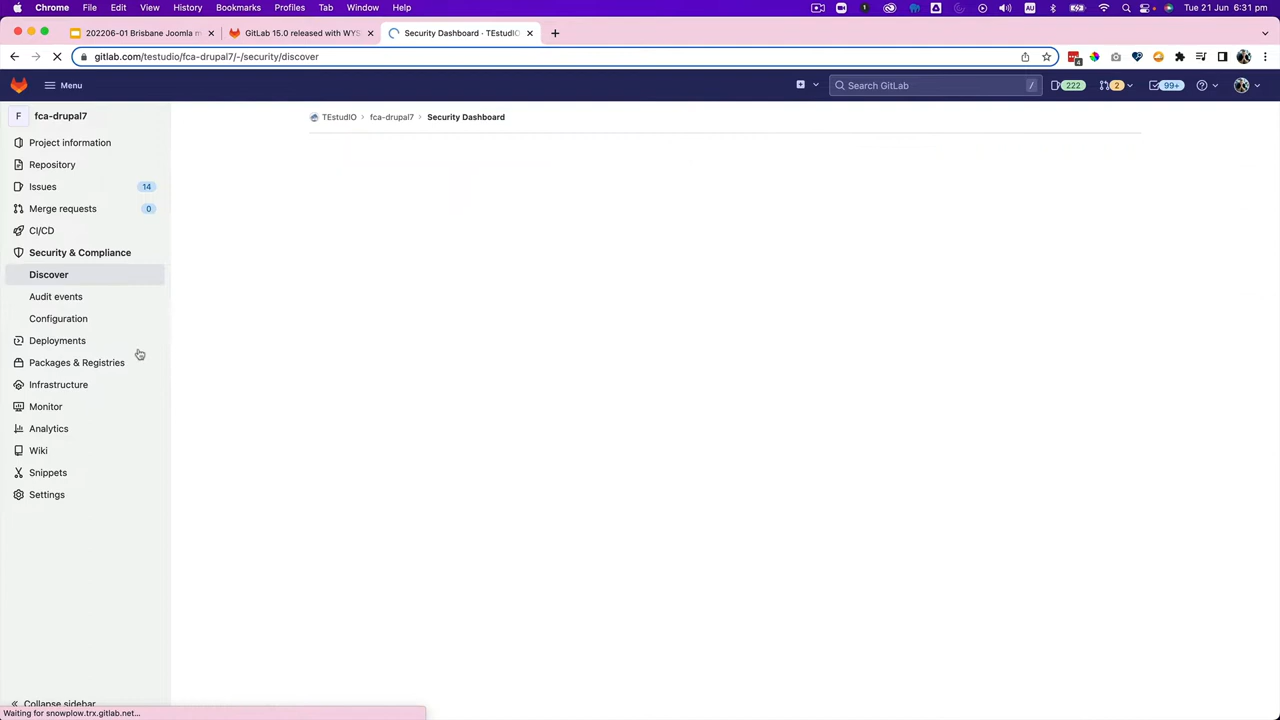 Chrome File Edit View History Bookmarks Profiles Tab Window Help AU Tue 21 Jun 6:31 pm
202206-01 Brisbane Joomla m
GitLab 15.0 released with WYS
Security Dashboard · TEstudIO
gitlab.com/testudio/fca-drupal7/-/security/discover
4
Menu
Search GitLab
/
222
2
99+
F fca-drupal7
TEstudIO > fca-drupal7 > Security Dashboard
Project information
Repository
Issues 14
Merge requests 0
CI/CD
Security & Compliance
Discover
Audit events
Configuration
Deployments
Packages & Registries
Infrastructure
Monitor
Analytics
Wiki
Snippets
Settings
Collapse sidebar
Waiting for snowplow.trx.gitlab.net...